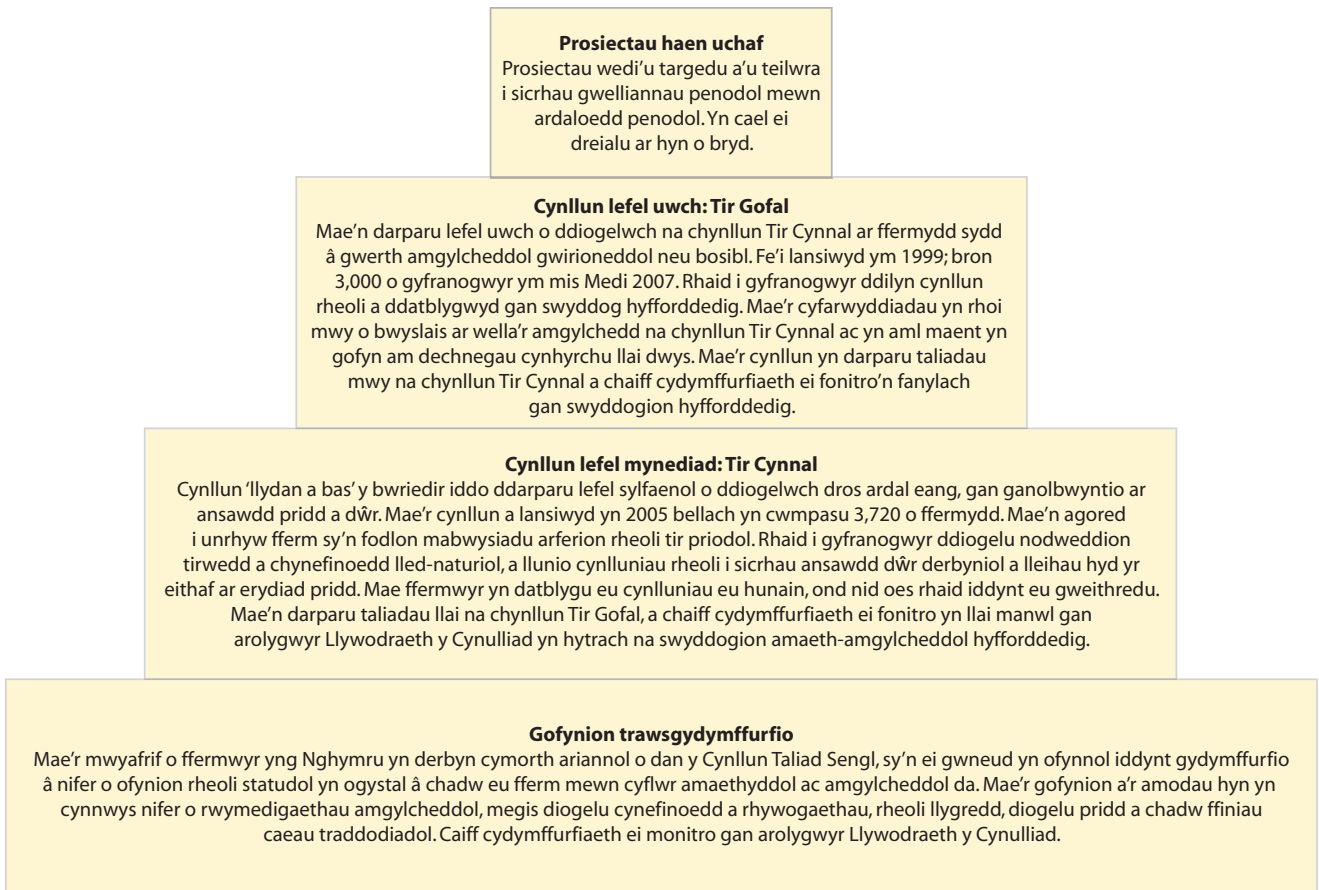 Prosiectau haen uchaf
Prosiectau wedi'u targedu a'u teilwra
i sicrhau gwelliannau penodol mewn
ardaloedd penodol. Yn cael ei
dreialu ar hyn o bryd.
Cynllun lefel uwch: Tir Gofal
Mae'n darparu lefel uwch o ddiogelwch na chynllun Tir Cynnal ar ffermydd sydd
â gwerth amgylcheddol gwirioneddol neu bosibl. Fe'i lansiwyd ym 1999; bron
3,000 o gyfranogwyr ym mis Medi 2007. Rhaid i gyfranogwyr ddilyn cynllun
rheoli a ddatblygwyd gan swyddog hyfforddedig. Mae'r cyfarwyddiadau yn rhoi
mwy o bwyslais ar wella'r amgylchedd na chynllun Tir Cynnal ac yn aml maent yn
gofyn am dechnegau cynhyrchu llai dwys. Mae'r cynllun yn darparu taliadau
mwy na chynllun Tir Cynnal a chaiff cydymffurfiaeth ei fonitro'n fanylach
gan swyddogion hyfforddedig.
Cynllun lefel mynediad: Tir Cynnal
Cynllun 'llydan a bas' y bwriedir iddo ddarparu lefel sylfaenol o ddiogelwch dros ardal eang, gan ganolbwyntio ar
ansawdd pridd a dŵr. Mae'r cynllun a lansiwyd yn 2005 bellach yn cwmpasu 3,720 o ffermydd. Mae'n agored
i unrhyw fferm sy'n fodlon mabwysiadu arferion rheoli tir priodol. Rhaid i gyfranogwyr ddiogelu nodweddion
tirwedd a chynefinoedd lled-naturiol, a llunio cynlluniau rheoli i sicrhau ansawdd dŵr derbyniol a lleihau hyd yr
eithaf ar erydiad pridd. Mae ffermwyr yn datblygu eu cynlluniau eu hunain, ond nid oes rhaid iddynt eu gweithredu.
Mae'n darparu taliadau llai na chynllun Tir Gofal, a chaiff cydymffurfiaeth ei fonitro yn llai manwl gan
arolygwyr Llywodraeth y Cynulliad yn hytrach na swyddogion amaeth-amgylcheddol hyfforddedig.
Gofynion trawsgydymffurfio
Mae'r mwyafrif o ffermwyr yng Nghymru yn derbyn cymorth ariannol o dan y Cynllun Taliad Sengl, sy'n ei gwneud yn ofynnol iddynt gydymffurfio
â nifer o ofynion rheoli statudol yn ogystal â chadw eu fferm mewn cyflwr amaethyddol ac amgylcheddol da. Mae'r gofynion a'r amodau hyn yn
cynnwys nifer o rwymedigaethau amgylcheddol, megis diogelu cynefinoedd a rhywogaethau, rheoli llygredd, diogelu pridd a chadw ffiniau
caeau traddodiadol. Caiff cydymffurfiaeth ei monitro gan arolygwyr Llywodraeth y Cynulliad.